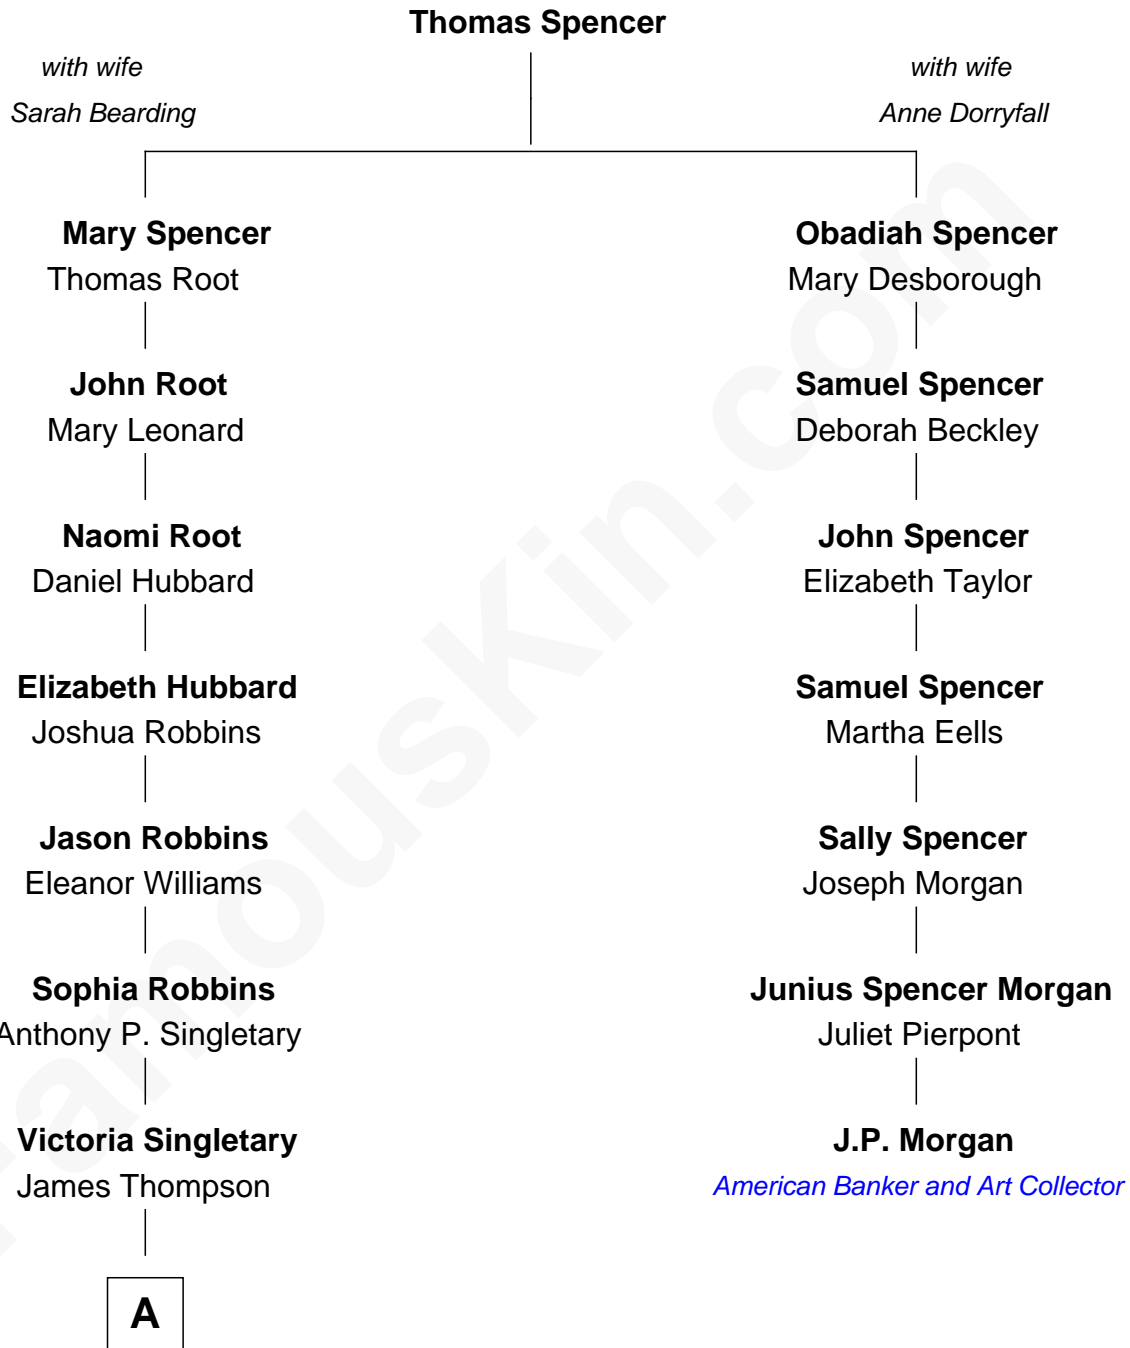 Thomas Spencer
with wife
Sarah Bearding
with wife
Anne Dorryfall
Mary Spencer
Thomas Root
Obadiah Spencer
Mary Desborough
John Root
Mary Leonard
Samuel Spencer
Deborah Beckley
Naomi Root
Daniel Hubbard
John Spencer
Elizabeth Taylor
Elizabeth Hubbard
Joshua Robbins
Samuel Spencer
Martha Eells
Jason Robbins
Eleanor Williams
Sally Spencer
Joseph Morgan
Sophia Robbins
Anthony P. Singletary
Junius Spencer Morgan
Juliet Pierpont
Victoria Singletary
James Thompson
J.P. Morgan
American Banker and Art Collector
A
FamousKin.com